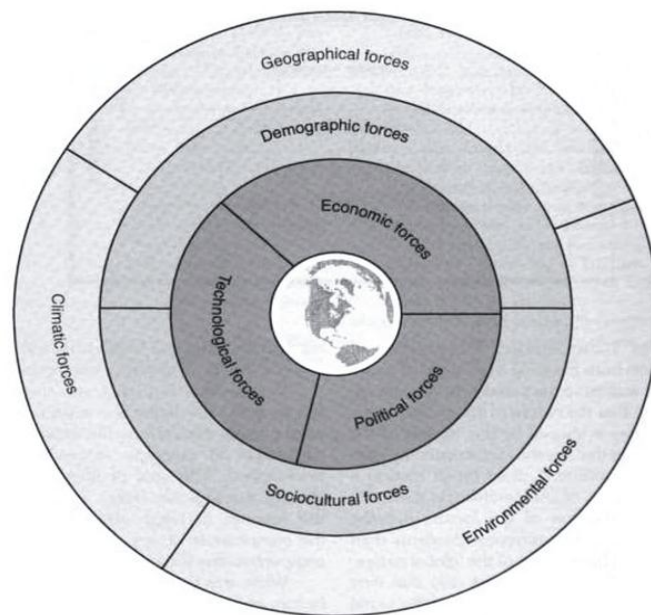 Geographical forces
Demographic forces
Economic forces
Technological forces
Climatic forces
Political forces
Sociocultural forces
Environmental forces